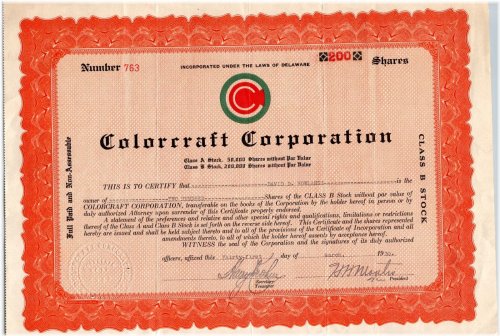 Number 753
INCORPORATED UNDER THE LAWS OF DELAWARE
200 Shares
CC
Colorcraft Corporation
Class A Stock, 50,000 Shares without Par Value
Class B Stock, 200,000 Shares without Par Value
Full Paid and Non-Assessable
CLASS B STOCK
THIS IS TO CERTIFY that DAVID D. is the
owner of TWO HUNDRED Shares of the CLASS B Stock without par value of
COLORCRAFT CORPORATION, transferable on the books of the Corporation by the holder hereof in person or by
duly authorized Attorney upon surrender of this Certificate properly endorsed.
A statement of the preferences and relative and other special rights and qualifications, limitations or restrictions
thereof of the Class A and Class B Stock is set forth on the reverse side hereof. This Certificate and the shares represented
hereby are issued and shall be held subject thereto and to all of the provisions of the Certificate of Incorporation and all
amendments thereto, to all of which the holder hereof assents by acceptance hereof.
WITNESS the seal of the Corporation and the signatures of its duly authorized
officers, affixed this Thirty-first day of March, 1930.
Secretary
Treasurer
President